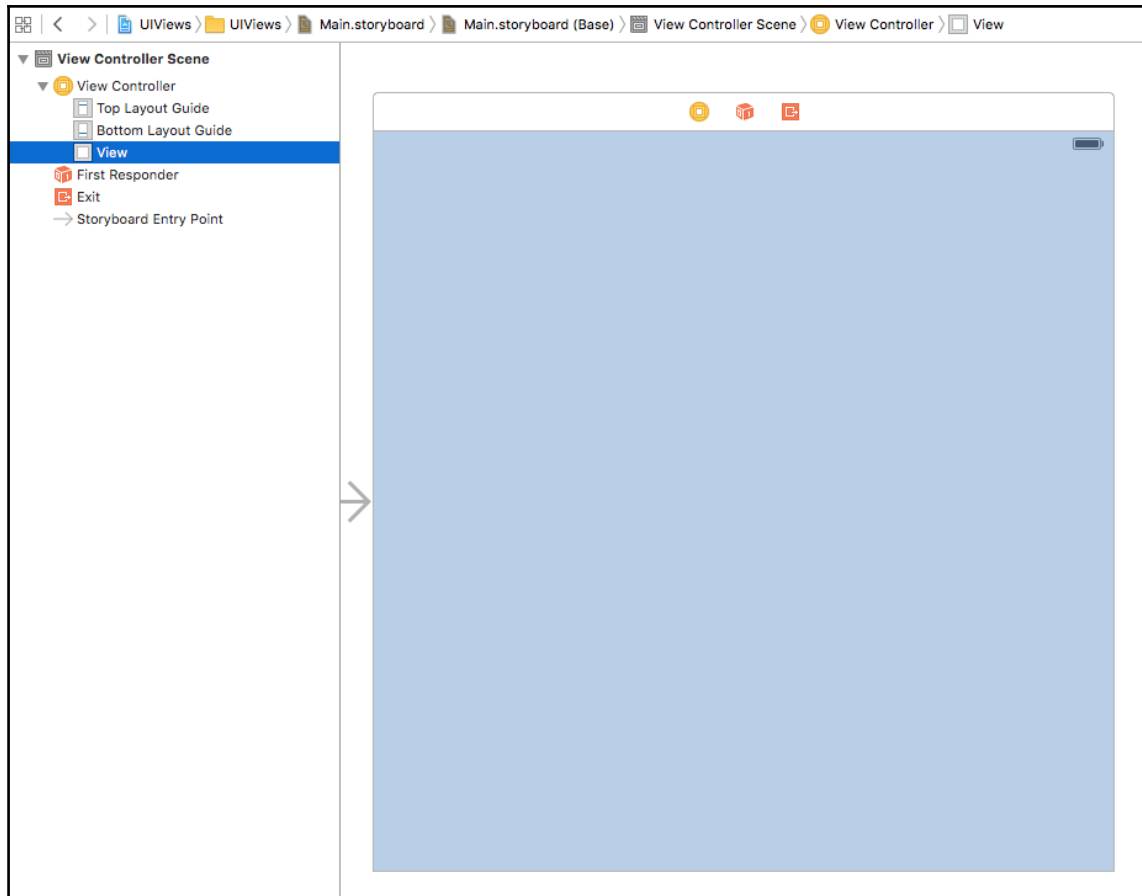 UIViews UIViews Main.storyboard Main.storyboard (Base) View Controller Scene View Controller View
View Controller Scene
View Controller
Top Layout Guide
Bottom Layout Guide
View
First Responder
Exit
Storyboard Entry Point